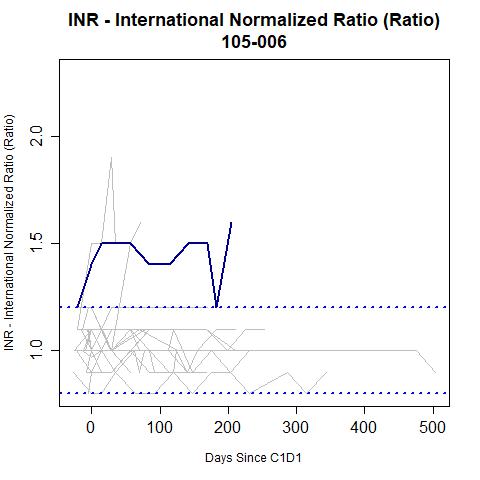 INR - International Normalized Ratio (Ratio)
105-006
INR - International Normalized Ratio (Ratio)
2.0
1.5
1.0
0 100 200 300 400 500
Days Since C1D1